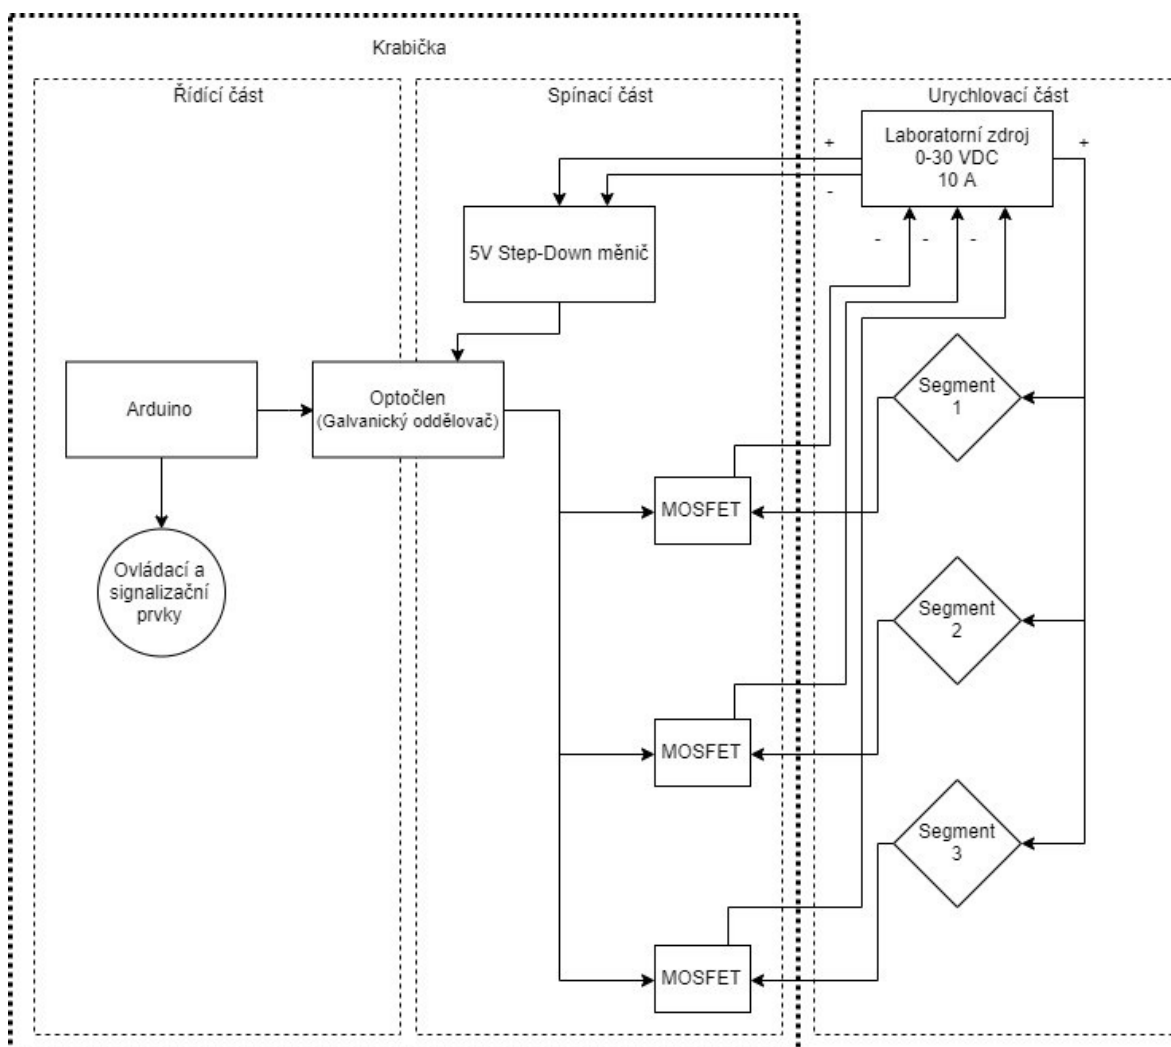 Krabička
Řídící část
Spínací část
Urychlovací část
Laboratorní zdroj
0-30 VDC
10 A
+
-
+
-
-
-
5V Step-Down měnič
Arduino
Optočlen
(Galvanický oddělovač)
Segment
1
MOSFET
Ovládací a
signalizační
prvky
Segment
2
MOSFET
Segment
3
MOSFET